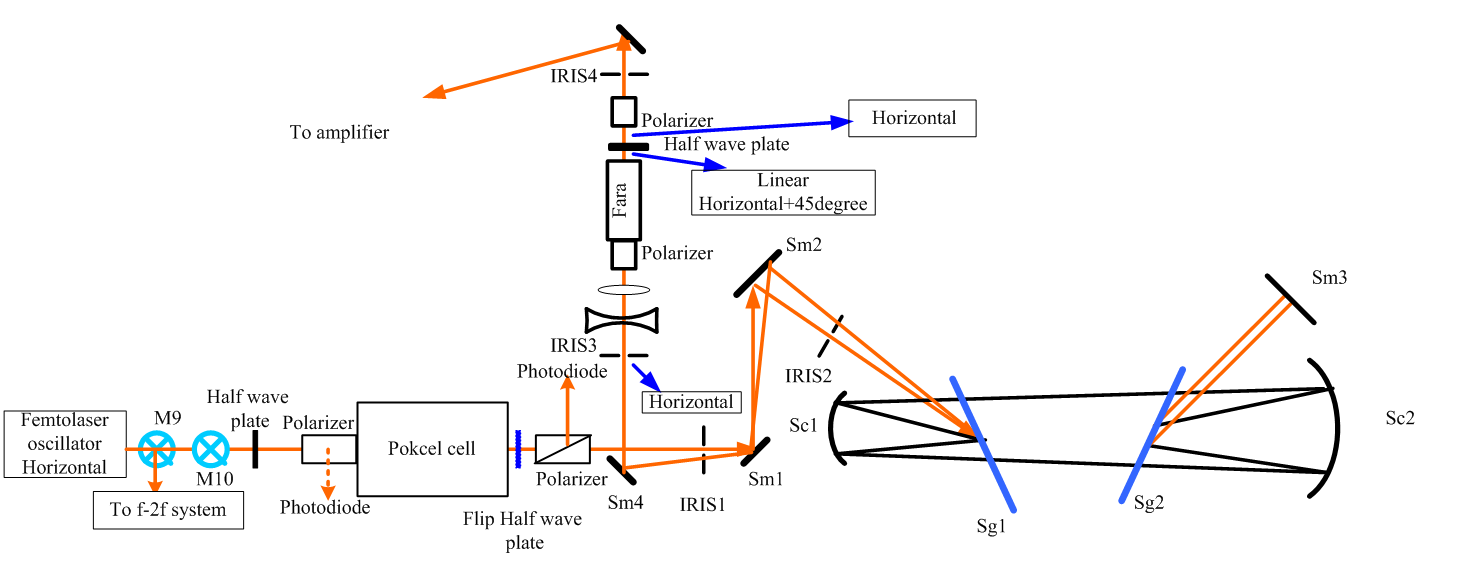 IRIS4
Polarizer
Horizontal
To amplifier
Half wave plate
Linear
Horizontal+45degree
Fara
Polarizer
Sm2
Sm3
IRIS3
Photodiode
IRIS2
Horizontal
Half wave
plate
Femtolaser
oscillator
Horizontal
M9
Polarizer
Pokcel cell
Sc1
Sc2
M10
Polarizer
Sm1
Sm4
IRIS1
To f-2f system
Photodiode
Flip Half wave
plate
Sg2
Sg1